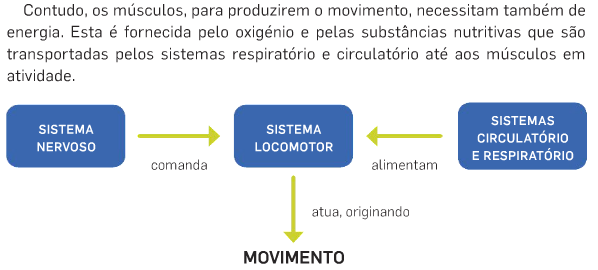 Contudo, os músculos, para produzirem o movimento, necessitam também de
energia. Esta é fornecida pelo oxigénio e pelas substâncias nutritivas que são
transportadas pelos sistemas respiratório e circulatório até aos músculos em
atividade.
SISTEMA
NERVOSO
comanda
SISTEMA
LOCOMOTOR
alimentam
SISTEMAS
CIRCULATÓRIO
E RESPIRATÓRIO
atua, originando
MOVIMENTO